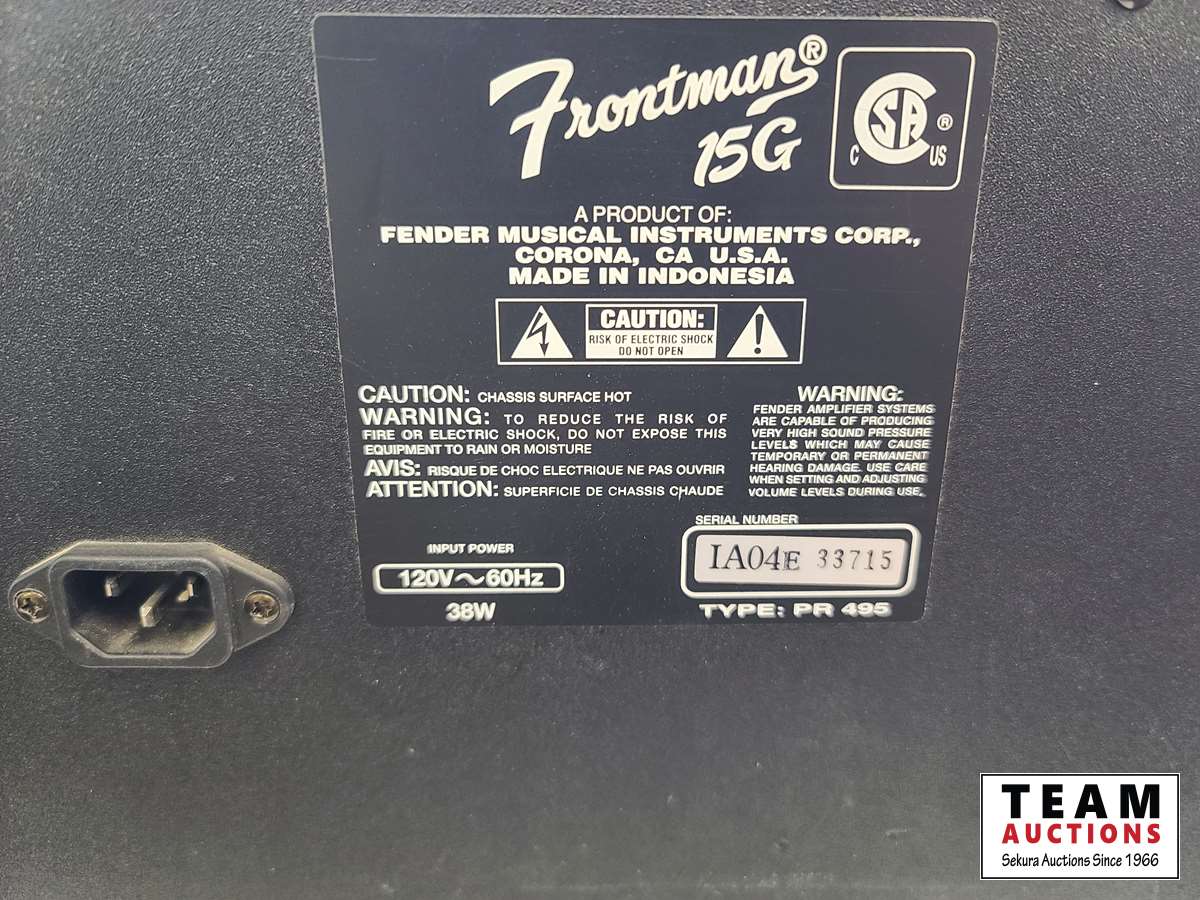 Frontman®
15G
CSA ®
C US
A PRODUCT OF:
FENDER MUSICAL INSTRUMENTS CORP.,
CORONA, CA U.S.A.
MADE IN INDONESIA
CAUTION:
RISK OF ELECTRIC SHOCK
DO NOT OPEN
CAUTION: CHASSIS SURFACE HOT
WARNING: TO REDUCE THE RISK OF
FIRE OR ELECTRIC SHOCK, DO NOT EXPOSE THIS
EQUIPMENT TO RAIN OR MOISTURE
AVIS: RISQUE DE CHOC ELECTRIQUE NE PAS OUVRIR
ATTENTION: SUPERFICIE DE CHASSIS CHAUDE
WARNING:
FENDER AMPLIFIER SYSTEMS
ARE CAPABLE OF PRODUCING
VERY HIGH SOUND PRESSURE
LEVELS WHICH MAY CAUSE
TEMPORARY OR PERMANENT
HEARING DAMAGE. USE CARE
WHEN SETTING AND ADJUSTING
VOLUME LEVELS DURING USE.
INPUT POWER
120V～60Hz
38W
SERIAL NUMBER
IA04E 33715
TYPE: PR 495
TEAM
AUCTIONS
Sekura Auctions Since 1966